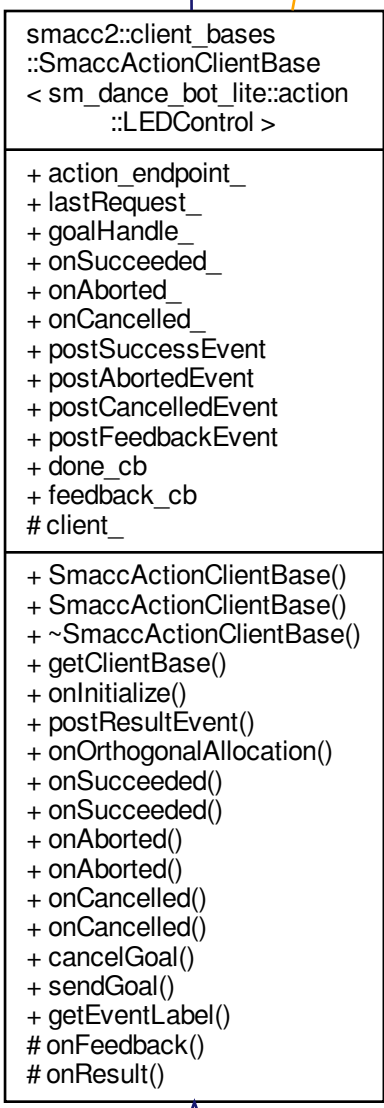 smacc2::client_bases
::SmaccActionClientBase
< sm_dance_bot_lite::action
::LEDControl >
+ action_endpoint_
+ lastRequest_
+ goalHandle_
+ onSucceeded_
+ onAborted_
+ onCancelled_
+ postSuccessEvent
+ postAbortedEvent
+ postCancelledEvent
+ postFeedbackEvent
+ done_cb
+ feedback_cb
# client_
+ SmaccActionClientBase()
+ SmaccActionClientBase()
+ ~SmaccActionClientBase()
+ getClientBase()
+ onInitialize()
+ postResultEvent()
+ onOrthogonalAllocation()
+ onSucceeded()
+ onSucceeded()
+ onAborted()
+ onAborted()
+ onCancelled()
+ onCancelled()
+ cancelGoal()
+ sendGoal()
+ getEventLabel()
# onFeedback()
# onResult()